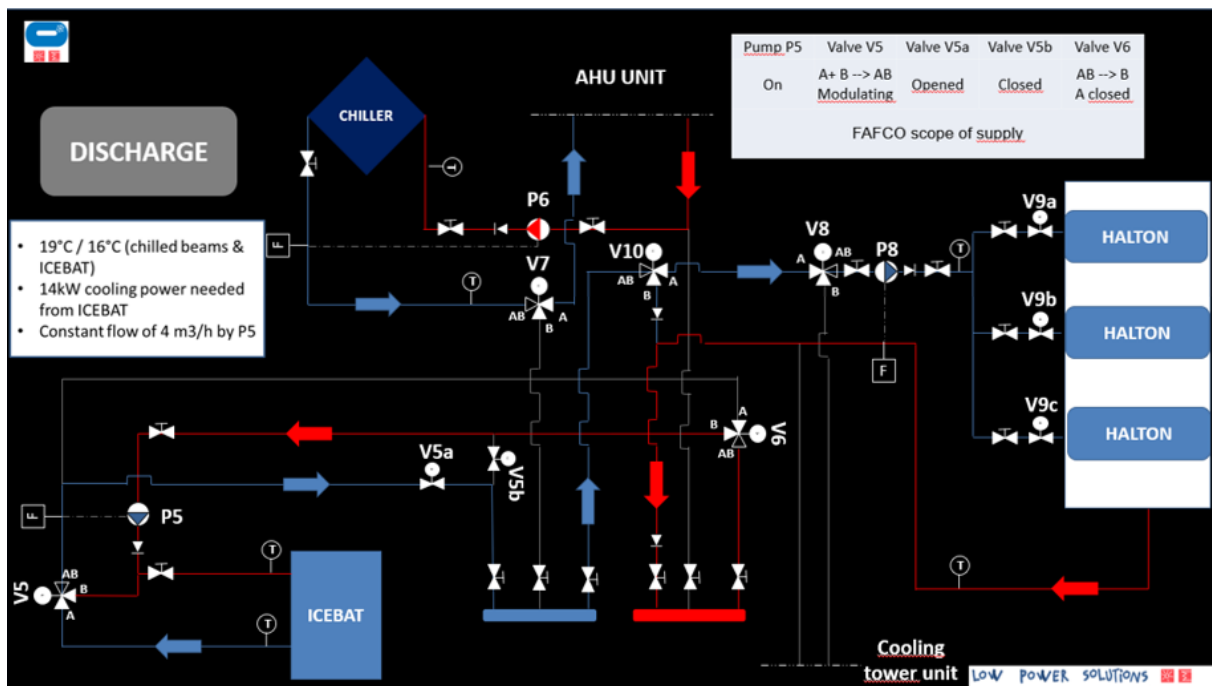 AHU UNIT
Pump P5 Valve V5 Valve V5a Valve V5b Valve V6
On A+ B --> AB Modulating Opened Closed AB --> B A closed
FAFCO scope of supply
CHILLER
DISCHARGE
T
P6
V9a
F
HALTON
• 19°C / 16°C (chilled beams &
ICEBAT)
• 14kW cooling power needed
from ICEBAT
• Constant flow of 4 m3/h by P5
V7
T
AB
A
B
V10
AB
A
B
V8
A
AB
B
P8
T
F
V9b
HALTON
V9c
HALTON
A
B
AB
V6
V5a
V5b
F
P5
T
V5
AB
B
A
T
ICEBAT
T
Cooling
tower unit
LOW POWER SOLUTIONS